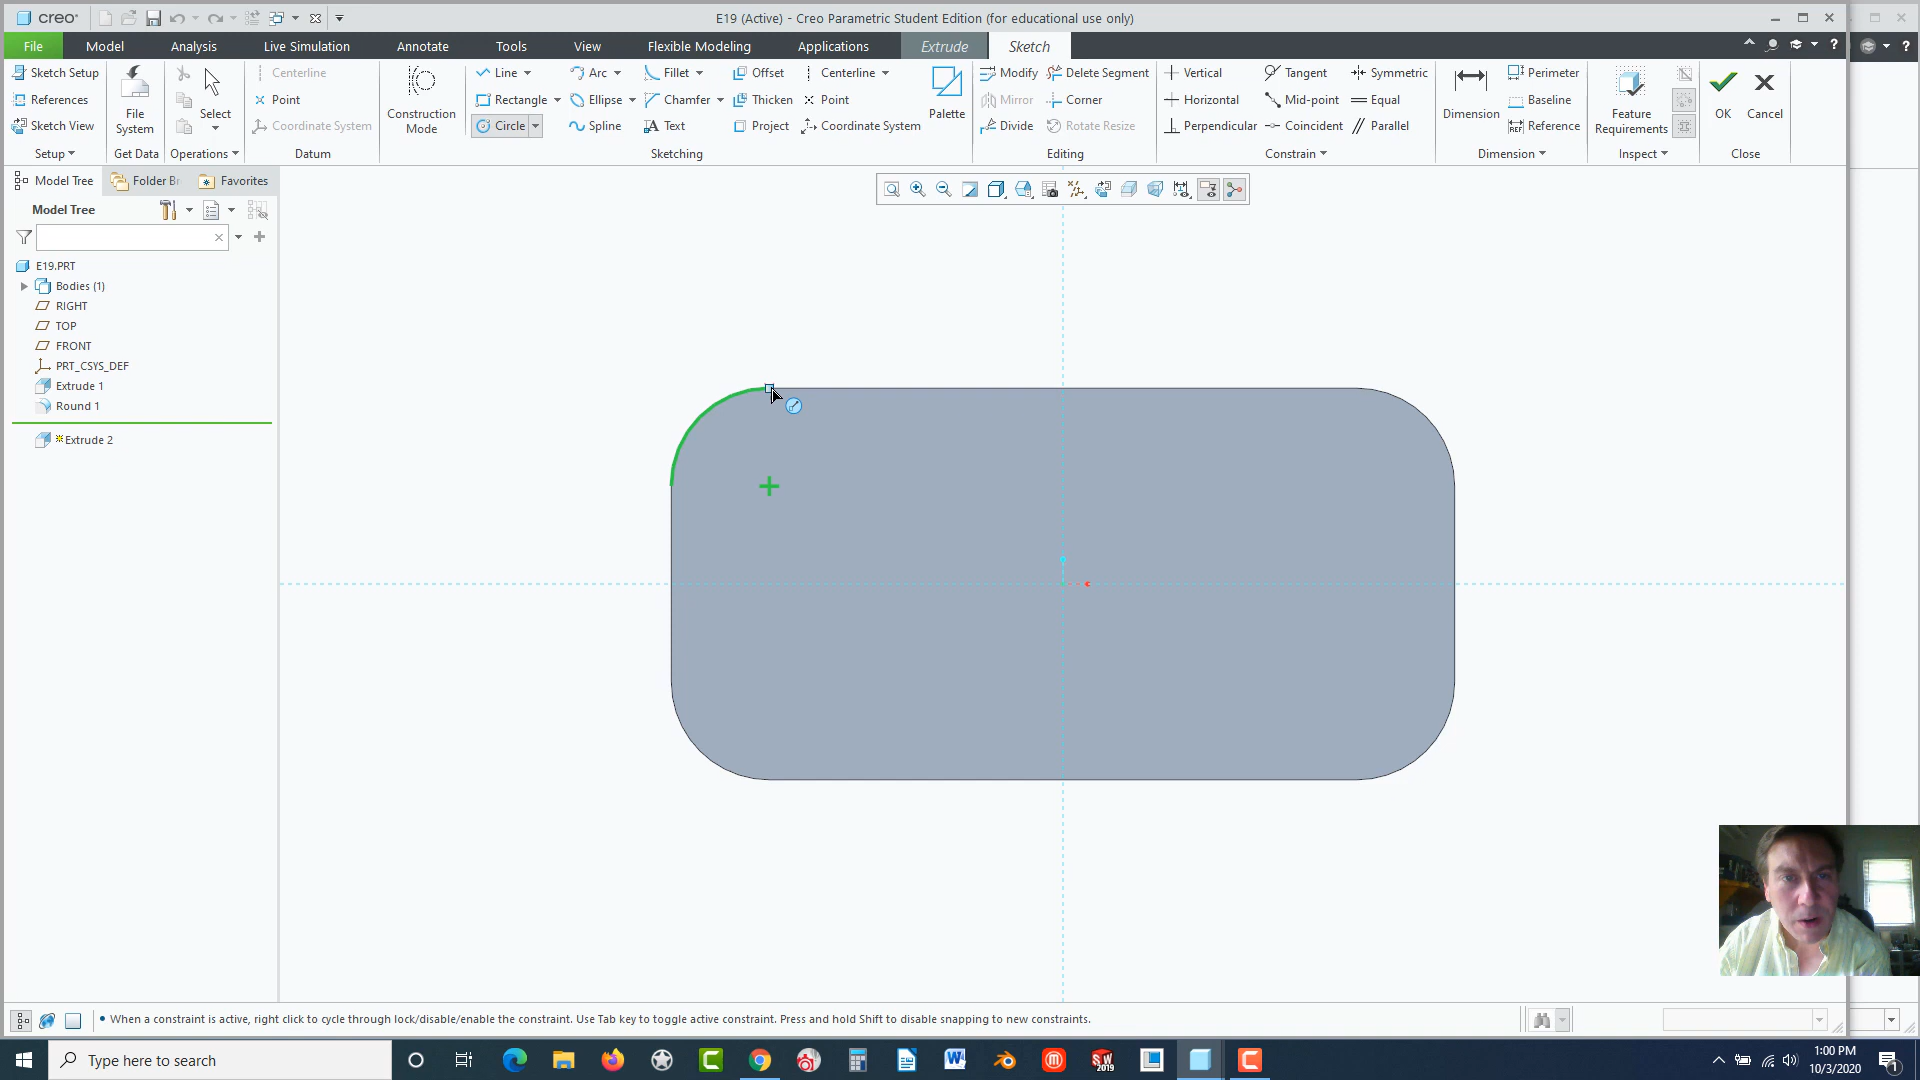 creo
E19 (Active) - Creo Parametric Student Edition (for educational use only)
File
Model
Analysis
Live Simulation
Annotate
Tools
View
Flexible Modeling
Applications
Extrude
Sketch
Sketch Setup
References
Sketch View
Setup
File System
Get Data
Select
Operations
Centerline
Point
Coordinate System
Datum
Construction Mode
Line
Rectangle
Circle
Arc
Ellipse
Spline
Fillet
Chamfer
Text
Offset
Thicken
Project
Centerline
Point
Coordinate System
Palette
Sketching
Modify
Mirror
Divide
Delete Segment
Corner
Rotate Resize
Editing
Vertical
Horizontal
Perpendicular
Tangent
Mid-point
Coincident
Symmetric
Equal
Parallel
Constrain
Dimension
Perimeter
Baseline
Reference
Dimension
Feature Requirements
Inspect
OK
Cancel
Close
Model Tree
Folder Br
Favorites
Model Tree
E19.PRT
Bodies (1)
RIGHT
TOP
FRONT
PRT_CSYS_DEF
Extrude 1
Round 1
Extrude 2
When a constraint is active, right click to cycle through lock/disable/enable the constraint. Use Tab key to toggle active constraint. Press and hold Shift to disable snapping to new constraints.
Type here to search
1:00 PM
10/3/2020